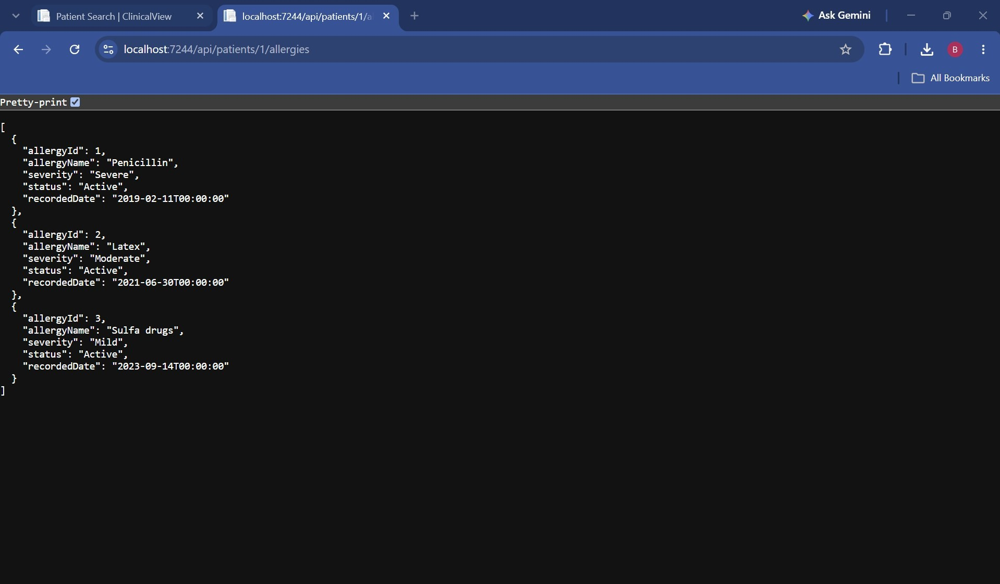 Patient Search | ClinicalView
localhost:7244/api/patients/1/a
Ask Gemini
localhost:7244/api/patients/1/allergies
B
All Bookmarks
Pretty-print
[
  {
    "allergyId": 1,
    "allergyName": "Penicillin",
    "severity": "Severe",
    "status": "Active",
    "recordedDate": "2019-02-11T00:00:00"
  },
  {
    "allergyId": 2,
    "allergyName": "Latex",
    "severity": "Moderate",
    "status": "Active",
    "recordedDate": "2021-06-30T00:00:00"
  },
  {
    "allergyId": 3,
    "allergyName": "Sulfa drugs",
    "severity": "Mild",
    "status": "Active",
    "recordedDate": "2023-09-14T00:00:00"
  }
]